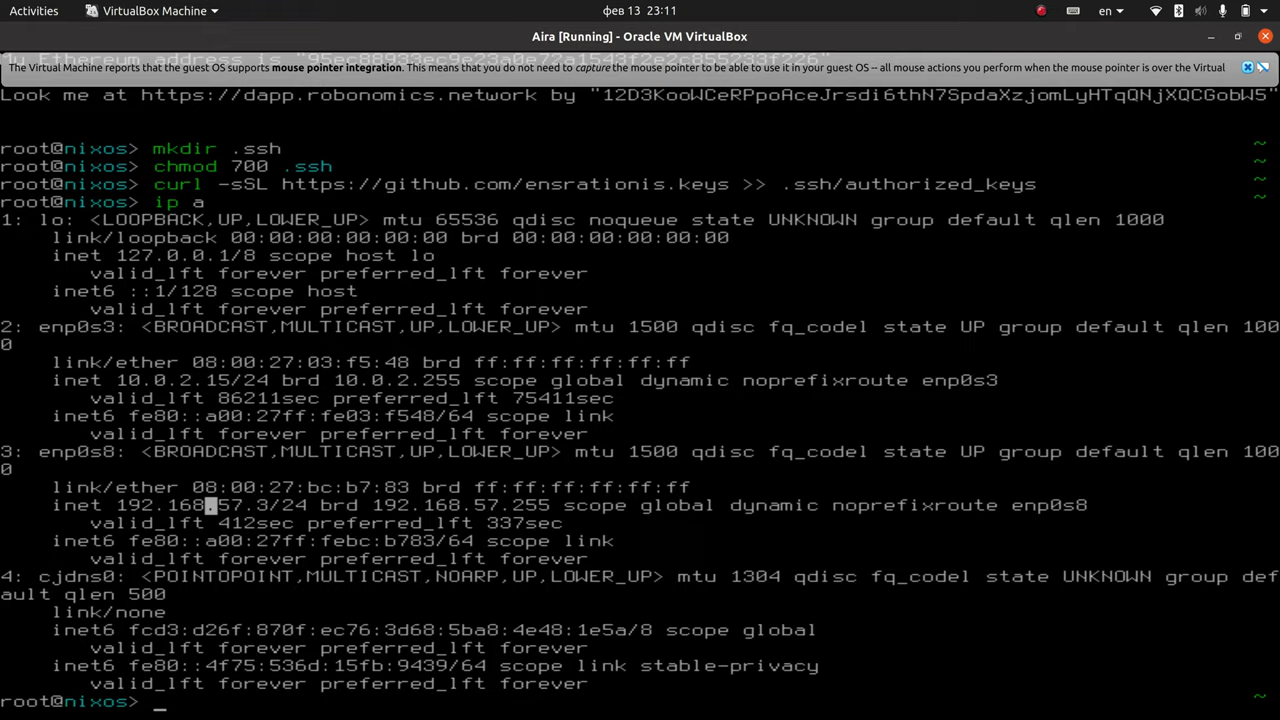 Activities
VirtualBox Machine
фев 13 23:11
en
Aira [Running] - Oracle VM VirtualBox
The Virtual Machine reports that the guest OS supports mouse pointer integration. This means that you do not need to capture the mouse pointer to be able to use it in your guest OS -- all mouse actions you perform when the mouse pointer is over the Virtual
Look me at https://dapp.robonomics.network by "12D3KooWCeRPpoAceJrsdi6thN7SpdaXzjomLyHTqQNjXQCGobW5"
root@nixos> mkdir .ssh ~
root@nixos> chmod 700 .ssh ~
root@nixos> curl -sSL https://github.com/ensrationis.keys >> .ssh/authorized_keys ~
root@nixos> ip a ~
1: lo: <LOOPBACK,UP,LOWER_UP> mtu 65536 qdisc noqueue state UNKNOWN group default qlen 1000
link/loopback 00:00:00:00:00:00 brd 00:00:00:00:00:00
inet 127.0.0.1/8 scope host lo
valid_lft forever preferred_lft forever
inet6 ::1/128 scope host
valid_lft forever preferred_lft forever
2: enp0s3: <BROADCAST,MULTICAST,UP,LOWER_UP> mtu 1500 qdisc fq_codel state UP group default qlen 100
0
link/ether 08:00:27:03:f5:48 brd ff:ff:ff:ff:ff:ff
inet 10.0.2.15/24 brd 10.0.2.255 scope global dynamic noprefixroute enp0s3
valid_lft 86211sec preferred_lft 75411sec
inet6 fe80::a00:27ff:fe03:f548/64 scope link
valid_lft forever preferred_lft forever
3: enp0s8: <BROADCAST,MULTICAST,UP,LOWER_UP> mtu 1500 qdisc fq_codel state UP group default qlen 100
0
link/ether 08:00:27:bc:b7:83 brd ff:ff:ff:ff:ff:ff
inet 192.168.57.3/24 brd 192.168.57.255 scope global dynamic noprefixroute enp0s8
valid_lft 412sec preferred_lft 337sec
inet6 fe80::a00:27ff:febc:b783/64 scope link
valid_lft forever preferred_lft forever
4: cjdns0: <POINTOPOINT,MULTICAST,NOARP,UP,LOWER_UP> mtu 1304 qdisc fq_codel state UNKNOWN group def
ault qlen 500
link/none
inet6 fcd3:d26f:870f:ec76:3d68:5ba8:4e48:1e5a/8 scope global
valid_lft forever preferred_lft forever
inet6 fe80::4f75:536d:15fb:9439/64 scope link stable-privacy
valid_lft forever preferred_lft forever
root@nixos> _ ~